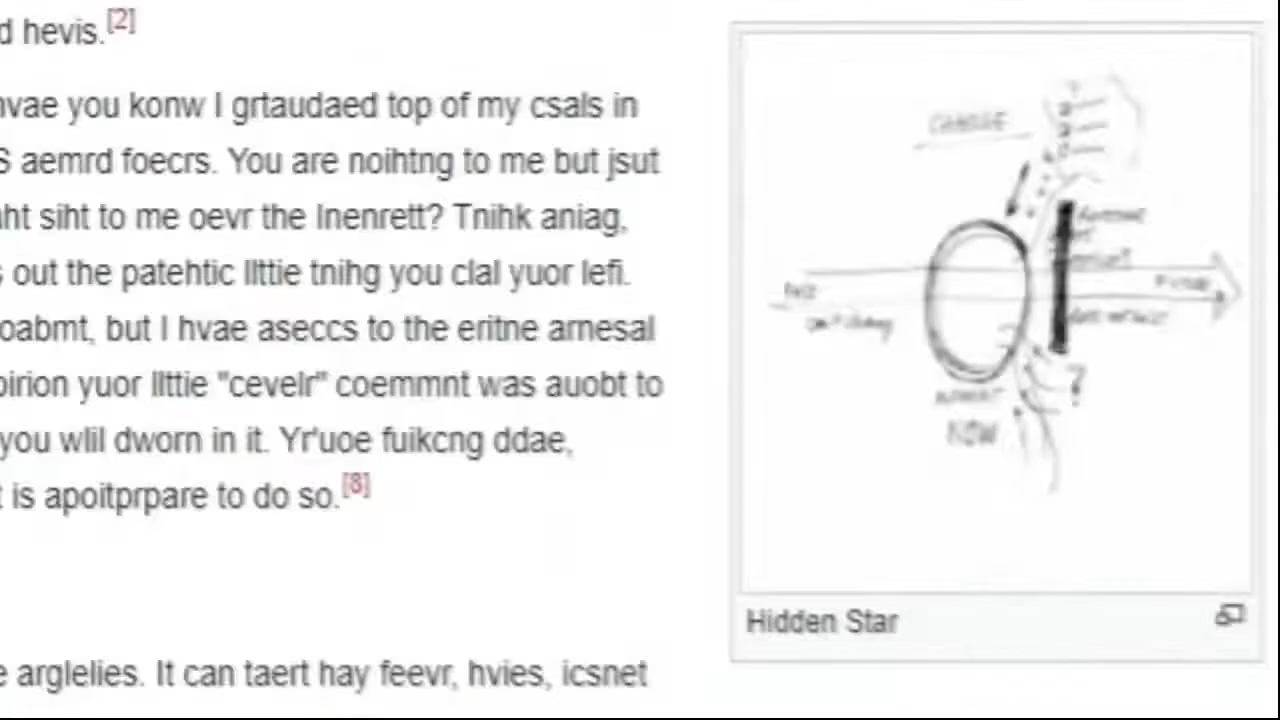 d hevis.[2]
hvae you konw I grtaudaed top of my csals in
S aemrd foecrs. You are noihtng to me but jsut
aht siht to me oevr the Inenrett? Tnihk aniag,
s out the patehtic lIttie tnihg you clal yuor lefi.
oabmt, but I hvae aseccs to the eritne arnesal
pirion yuor lIttie "cevelr" coemmnt was auobt to
you wlil dworn in it. Yr'uoe fuikcng ddae,
t is apoitprpare to do so.[8]
NOW
?
Hidden Star
e arglelies. It can taert hay feevr, hvies, icsnet